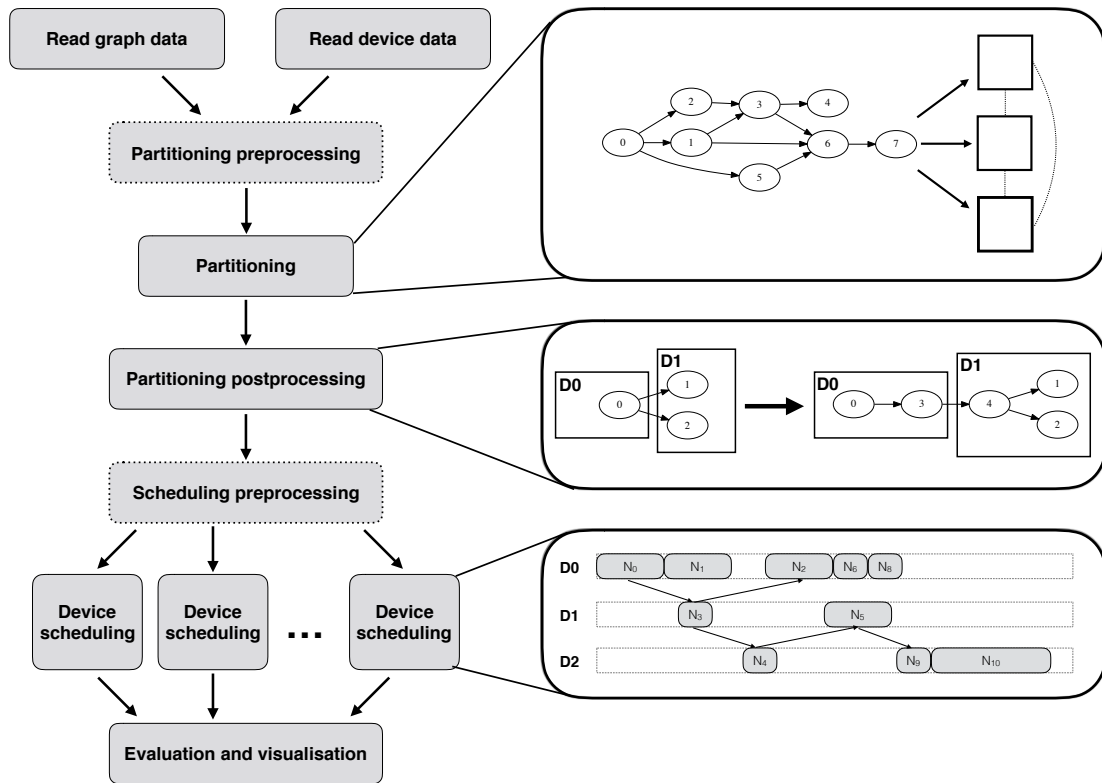 Read graph data
Read device data
Partitioning preprocessing
Partitioning
Partitioning postprocessing
Scheduling preprocessing
Device
scheduling
Device
scheduling
...
Device
scheduling
Evaluation and visualisation
2
3
4
0
1
6
7
5
D0
D1
0
1
2
D0
D1
0
3
4
1
2
D0
N₀
N₁
N₂
N₆
N₈
D1
N₃
N₅
D2
N₄
N₉
N₁₀